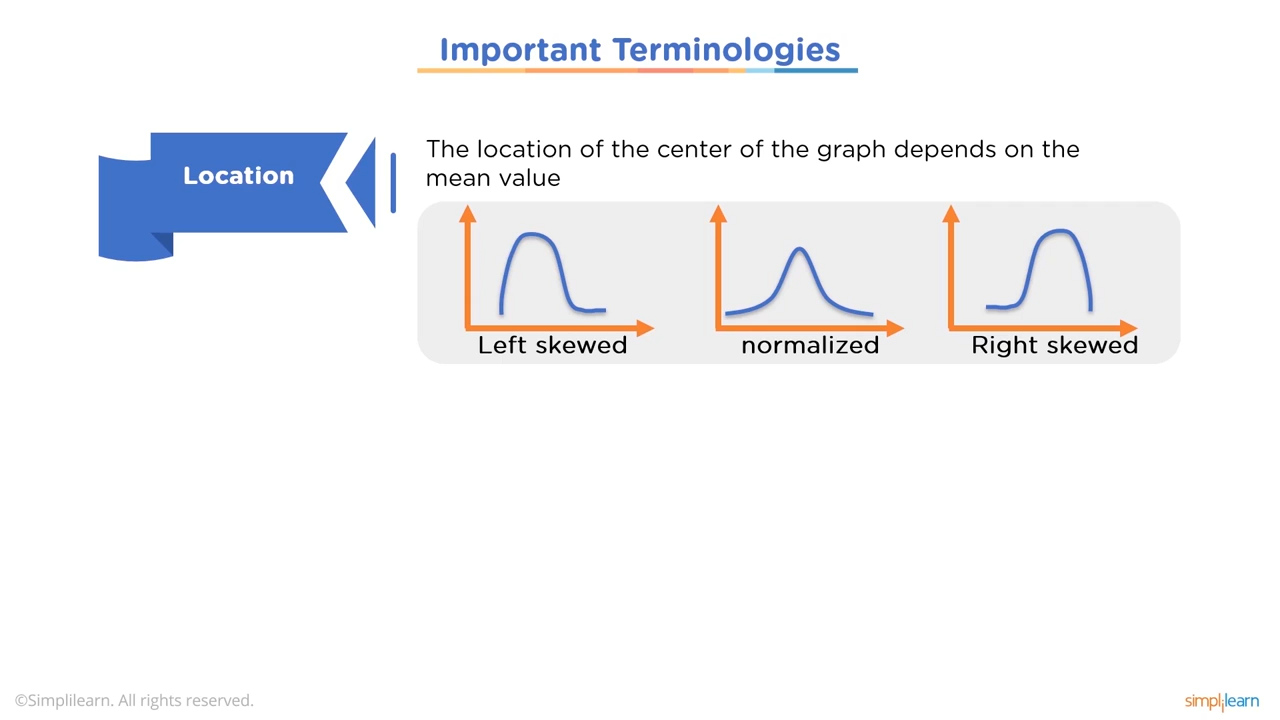 Important Terminologies
Location
The location of the center of the graph depends on the
mean value
Left skewed
normalized
Right skewed
©Simplilearn. All rights reserved.
simplilearn